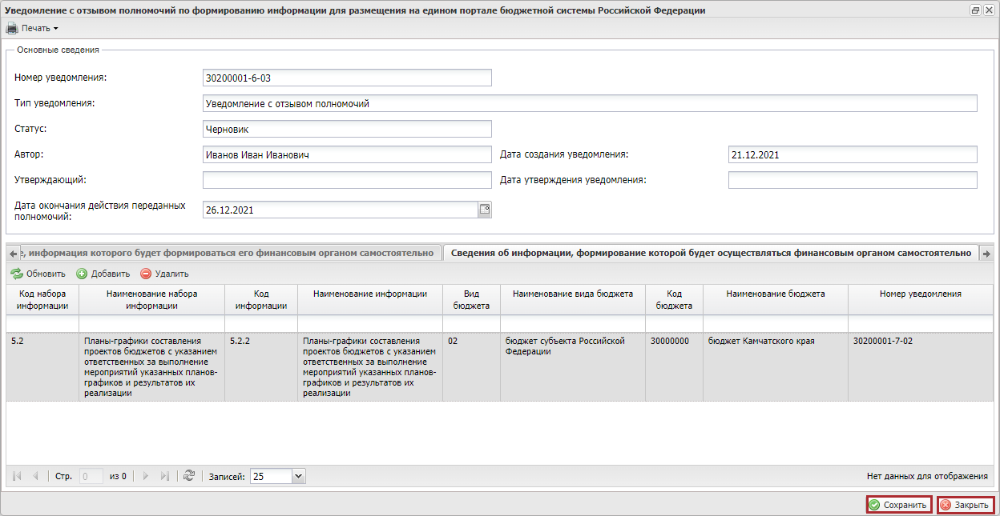 Уведомление с отзывом полномочий по формированию информации для размещения на едином портале бюджетной системы Российской Федерации
Печать
Основные сведения
Номер уведомления: 30200001-6-03
Тип уведомления: Уведомление с отзывом полномочий
Статус: Черновик
Автор: Иванов Иван Иванович Дата создания уведомления: 21.12.2021
Утверждающий: Дата утверждения уведомления:
Дата окончания действия переданных
полномочий: 26.12.2021
, информация которого будет формироваться его финансовым органом самостоятельно Сведения об информации, формирование которой будет осуществляться финансовым органом самостоятельно
Обновить Добавить Удалить
Код набора
информации
Наименование набора
информации
Код
информации
Наименование информации
Вид
бюджета
Наименование вида бюджета
Код
бюджета
Наименование бюджета
Номер уведомления
5.2
Планы-графики составления
проектов бюджетов с указанием
ответственных за выполнение
мероприятий указанных планов-
графиков и результатов их
реализации
5.2.2
Планы-графики составления
проектов бюджетов с указанием
ответственных за выполнение
мероприятий указанных планов-
графиков и результатов их
реализации
02
бюджет субъекта Российской
Федерации
30000000
бюджет Камчатского края
30200001-7-02
Стр. 0 из 0 Записей: 25 Нет данных для отображения
Сохранить Закрыть